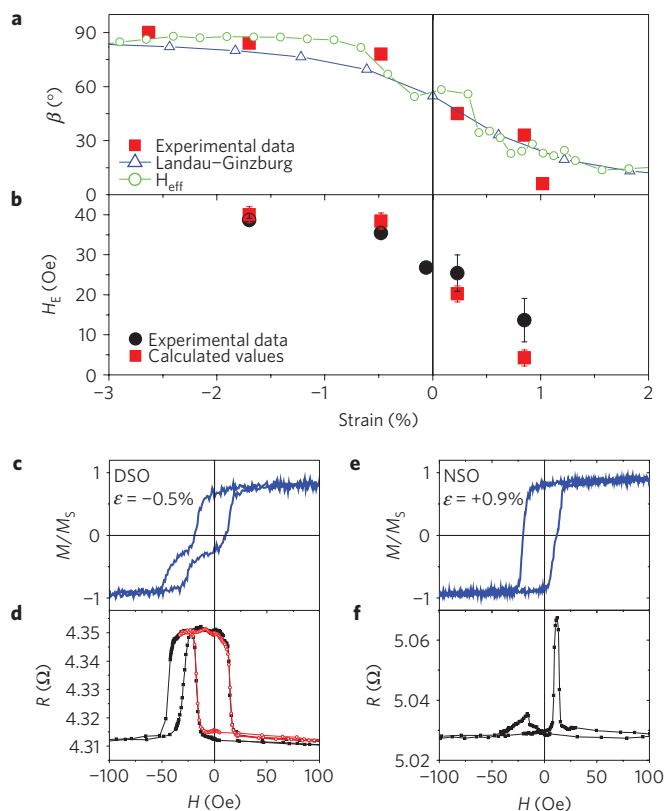 a
90
60
30
0
β (°)
Experimental data
Landau–Ginzburg
H_eff
b
40
30
20
10
0
H_E (Oe)
Experimental data
Calculated values
−3 −2 −1 0 1 2
Strain (%)
c
DSO
ε = −0.5%
1
0
−1
M/M_S
e
NSO
ε = +0.9%
1
0
−1
M/M_S
d
4.35
4.34
4.33
4.32
4.31
R (Ω)
−100 −50 0 50 100
H (Oe)
f
5.06
5.04
5.02
R (Ω)
−100 −50 0 50 100
H (Oe)